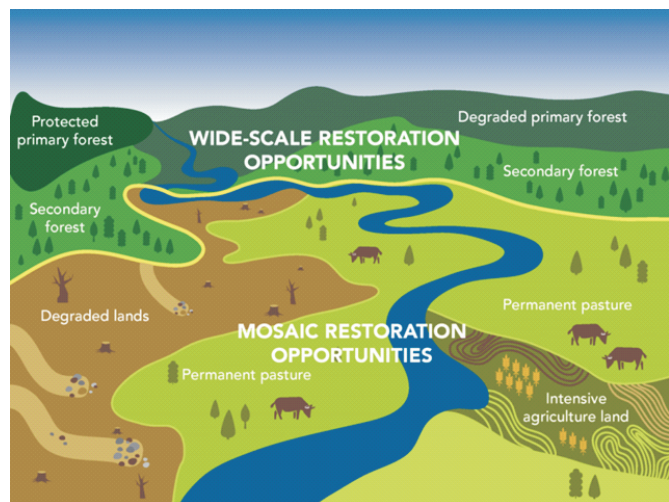 Protected
primary forest
Degraded primary forest
WIDE-SCALE RESTORATION
OPPORTUNITIES
Secondary forest
Secondary
forest
Degraded lands
Permanent pasture
MOSAIC RESTORATION
OPPORTUNITIES
Permanent pasture
Intensive
agriculture land